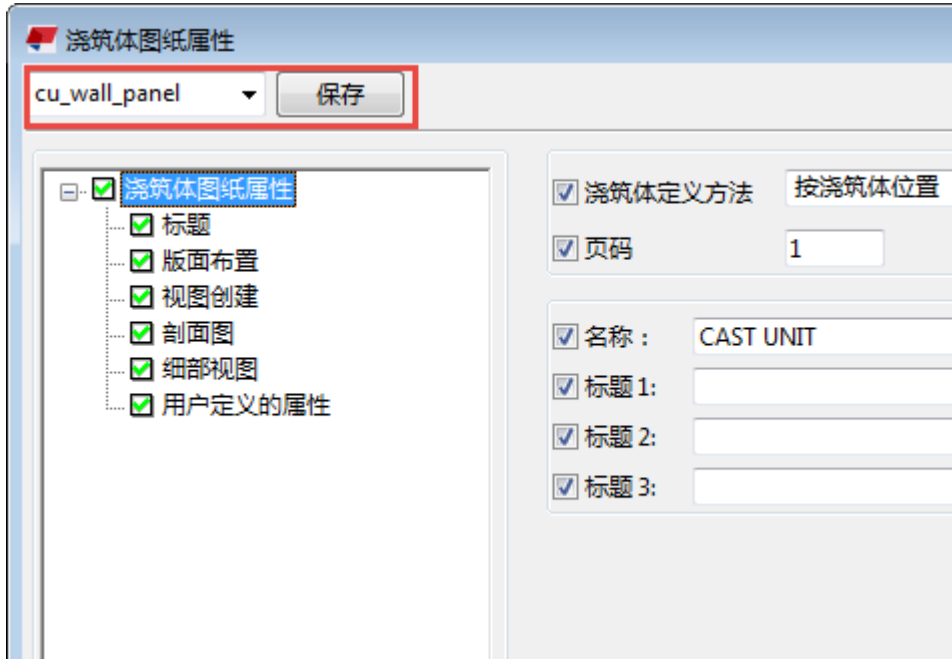 浇筑体图纸属性
cu_wall_panel 保存
浇筑体图纸属性
标题
版面布置
视图创建
剖面图
细部视图
用户定义的属性
浇筑体定义方法 按浇筑体位置
页码 1
名称： CAST UNIT
标题 1:
标题 2:
标题 3: